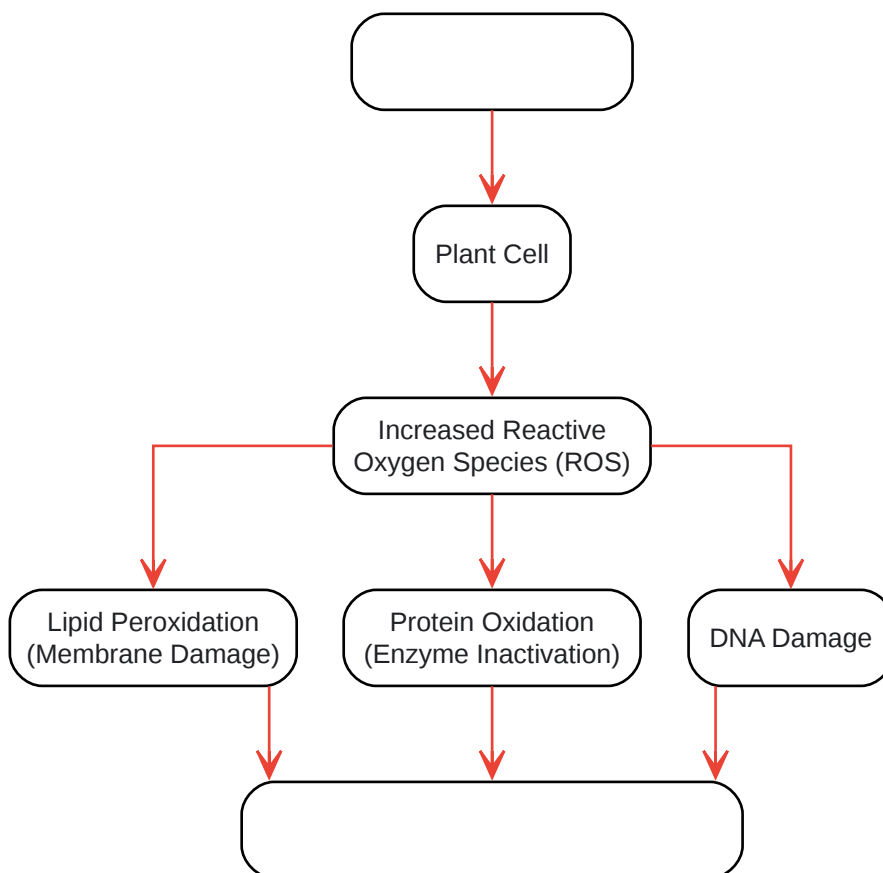 Plant Cell
Increased Reactive
Oxygen Species (ROS)
Lipid Peroxidation
(Membrane Damage)
Protein Oxidation
(Enzyme Inactivation)
DNA Damage